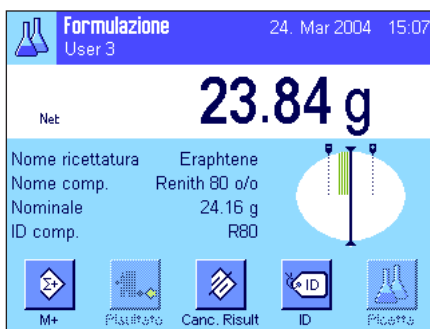 Formulazione 24. Mar 2004 15:07
User 3
Net 23.84 g
Nome ricettatura Eraphtene
Nome comp. Renith 80 o/o
Nominale 24.16 g
ID comp. R80
Σ+ ID
M+ Risultato Canc. Risult ID Ricetta